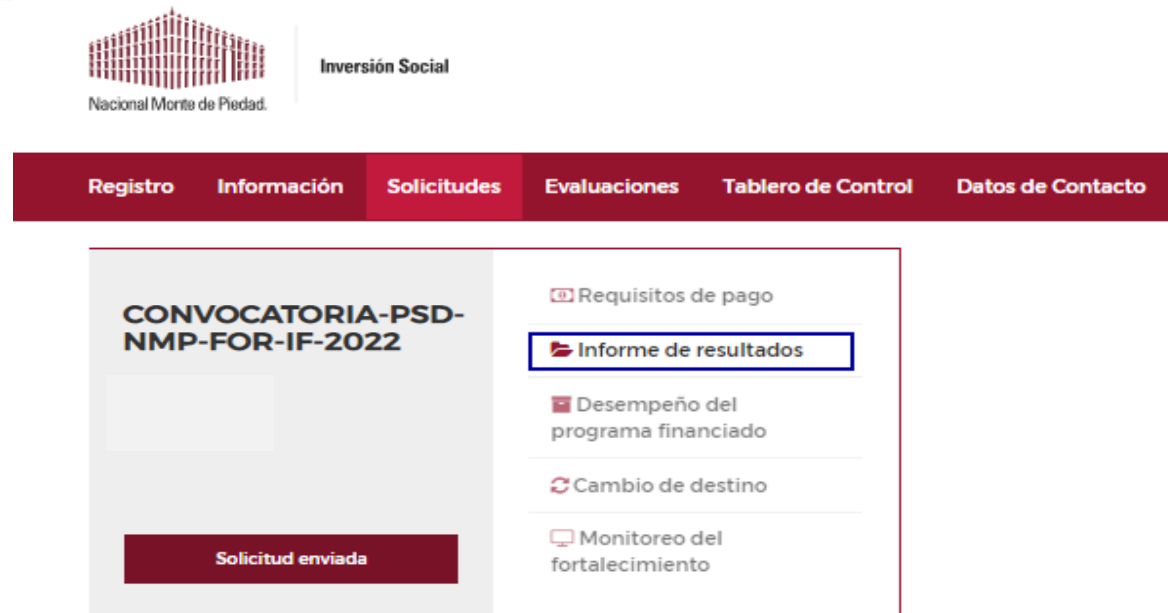 Nacional Monte de Piedad.
Inversión Social
Registro Información Solicitudes Evaluaciones Tablero de Control Datos de Contacto
CONVOCATORIA-PSD-
NMP-FOR-IF-2022
Solicitud enviada
Requisitos de pago
Informe de resultados
Desempeño del
programa financiado
Cambio de destino
Monitoreo del
fortalecimiento